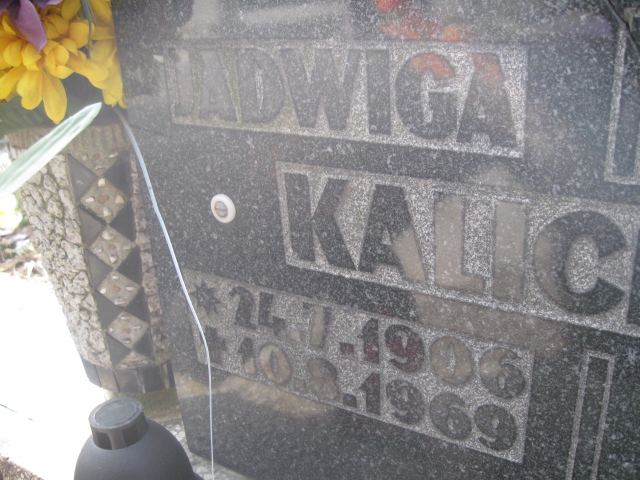 JADWIGA
KALIC
* 24.7.1906
+ 10.8.1969